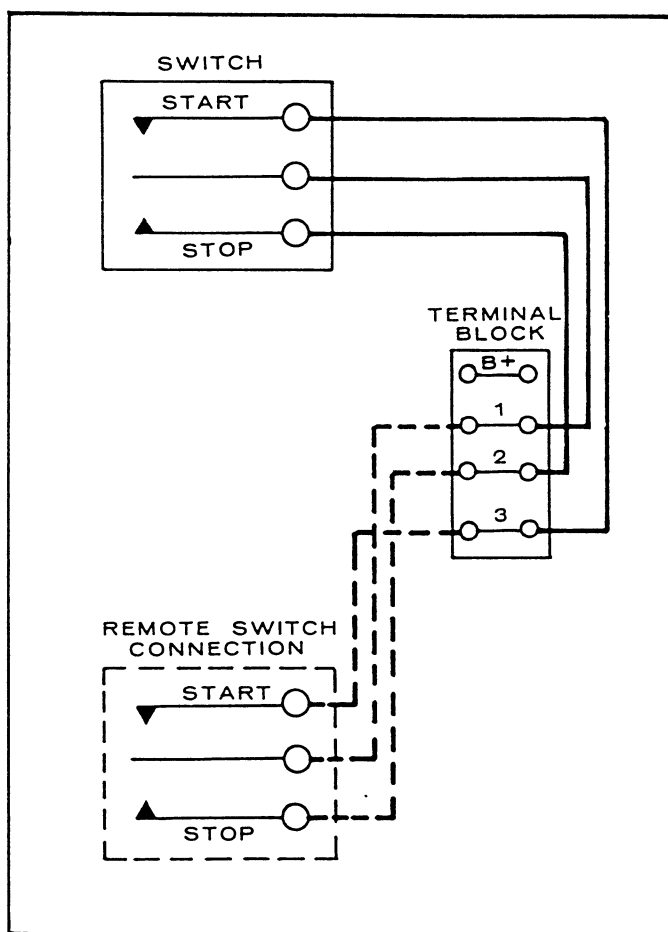 SWITCH
START
STOP
TERMINAL
BLOCK
B+
1
2
3
REMOTE SWITCH
CONNECTION
START
STOP